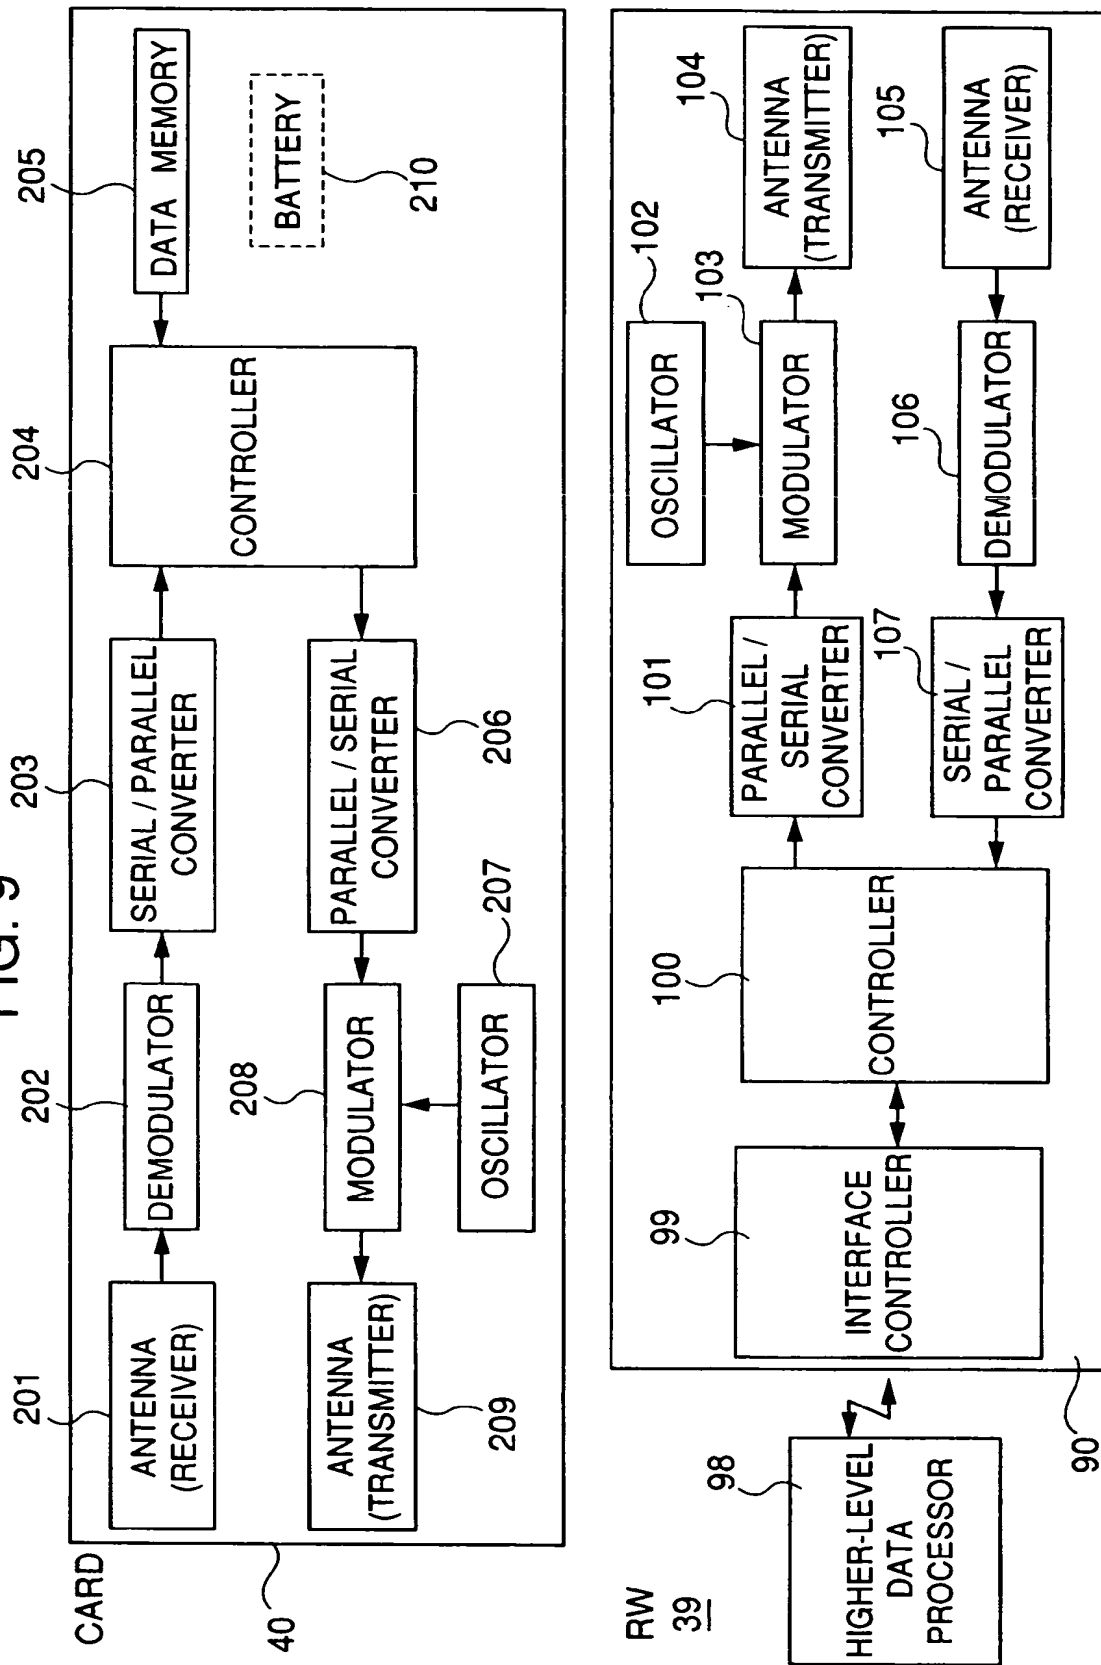 FIG. 9
CARD
40
201
ANTENNA
(RECEIVER)
202
DEMODULATOR
203
SERIAL / PARALLEL
CONVERTER
204
CONTROLLER
205
DATA MEMORY
BATTERY
210
209
ANTENNA
(TRANSMITTER)
208
MODULATOR
207
OSCILLATOR
206
PARALLEL / SERIAL
CONVERTER
RW
39
98
HIGHER-LEVEL
DATA
PROCESSOR
90
99
INTERFACE
CONTROLLER
100
CONTROLLER
101
PARALLEL /
SERIAL
CONVERTER
102
OSCILLATOR
103
MODULATOR
104
ANTENNA
(TRANSMITTER)
105
ANTENNA
(RECEIVER)
106
DEMODULATOR
107
SERIAL /
PARALLEL
CONVERTER